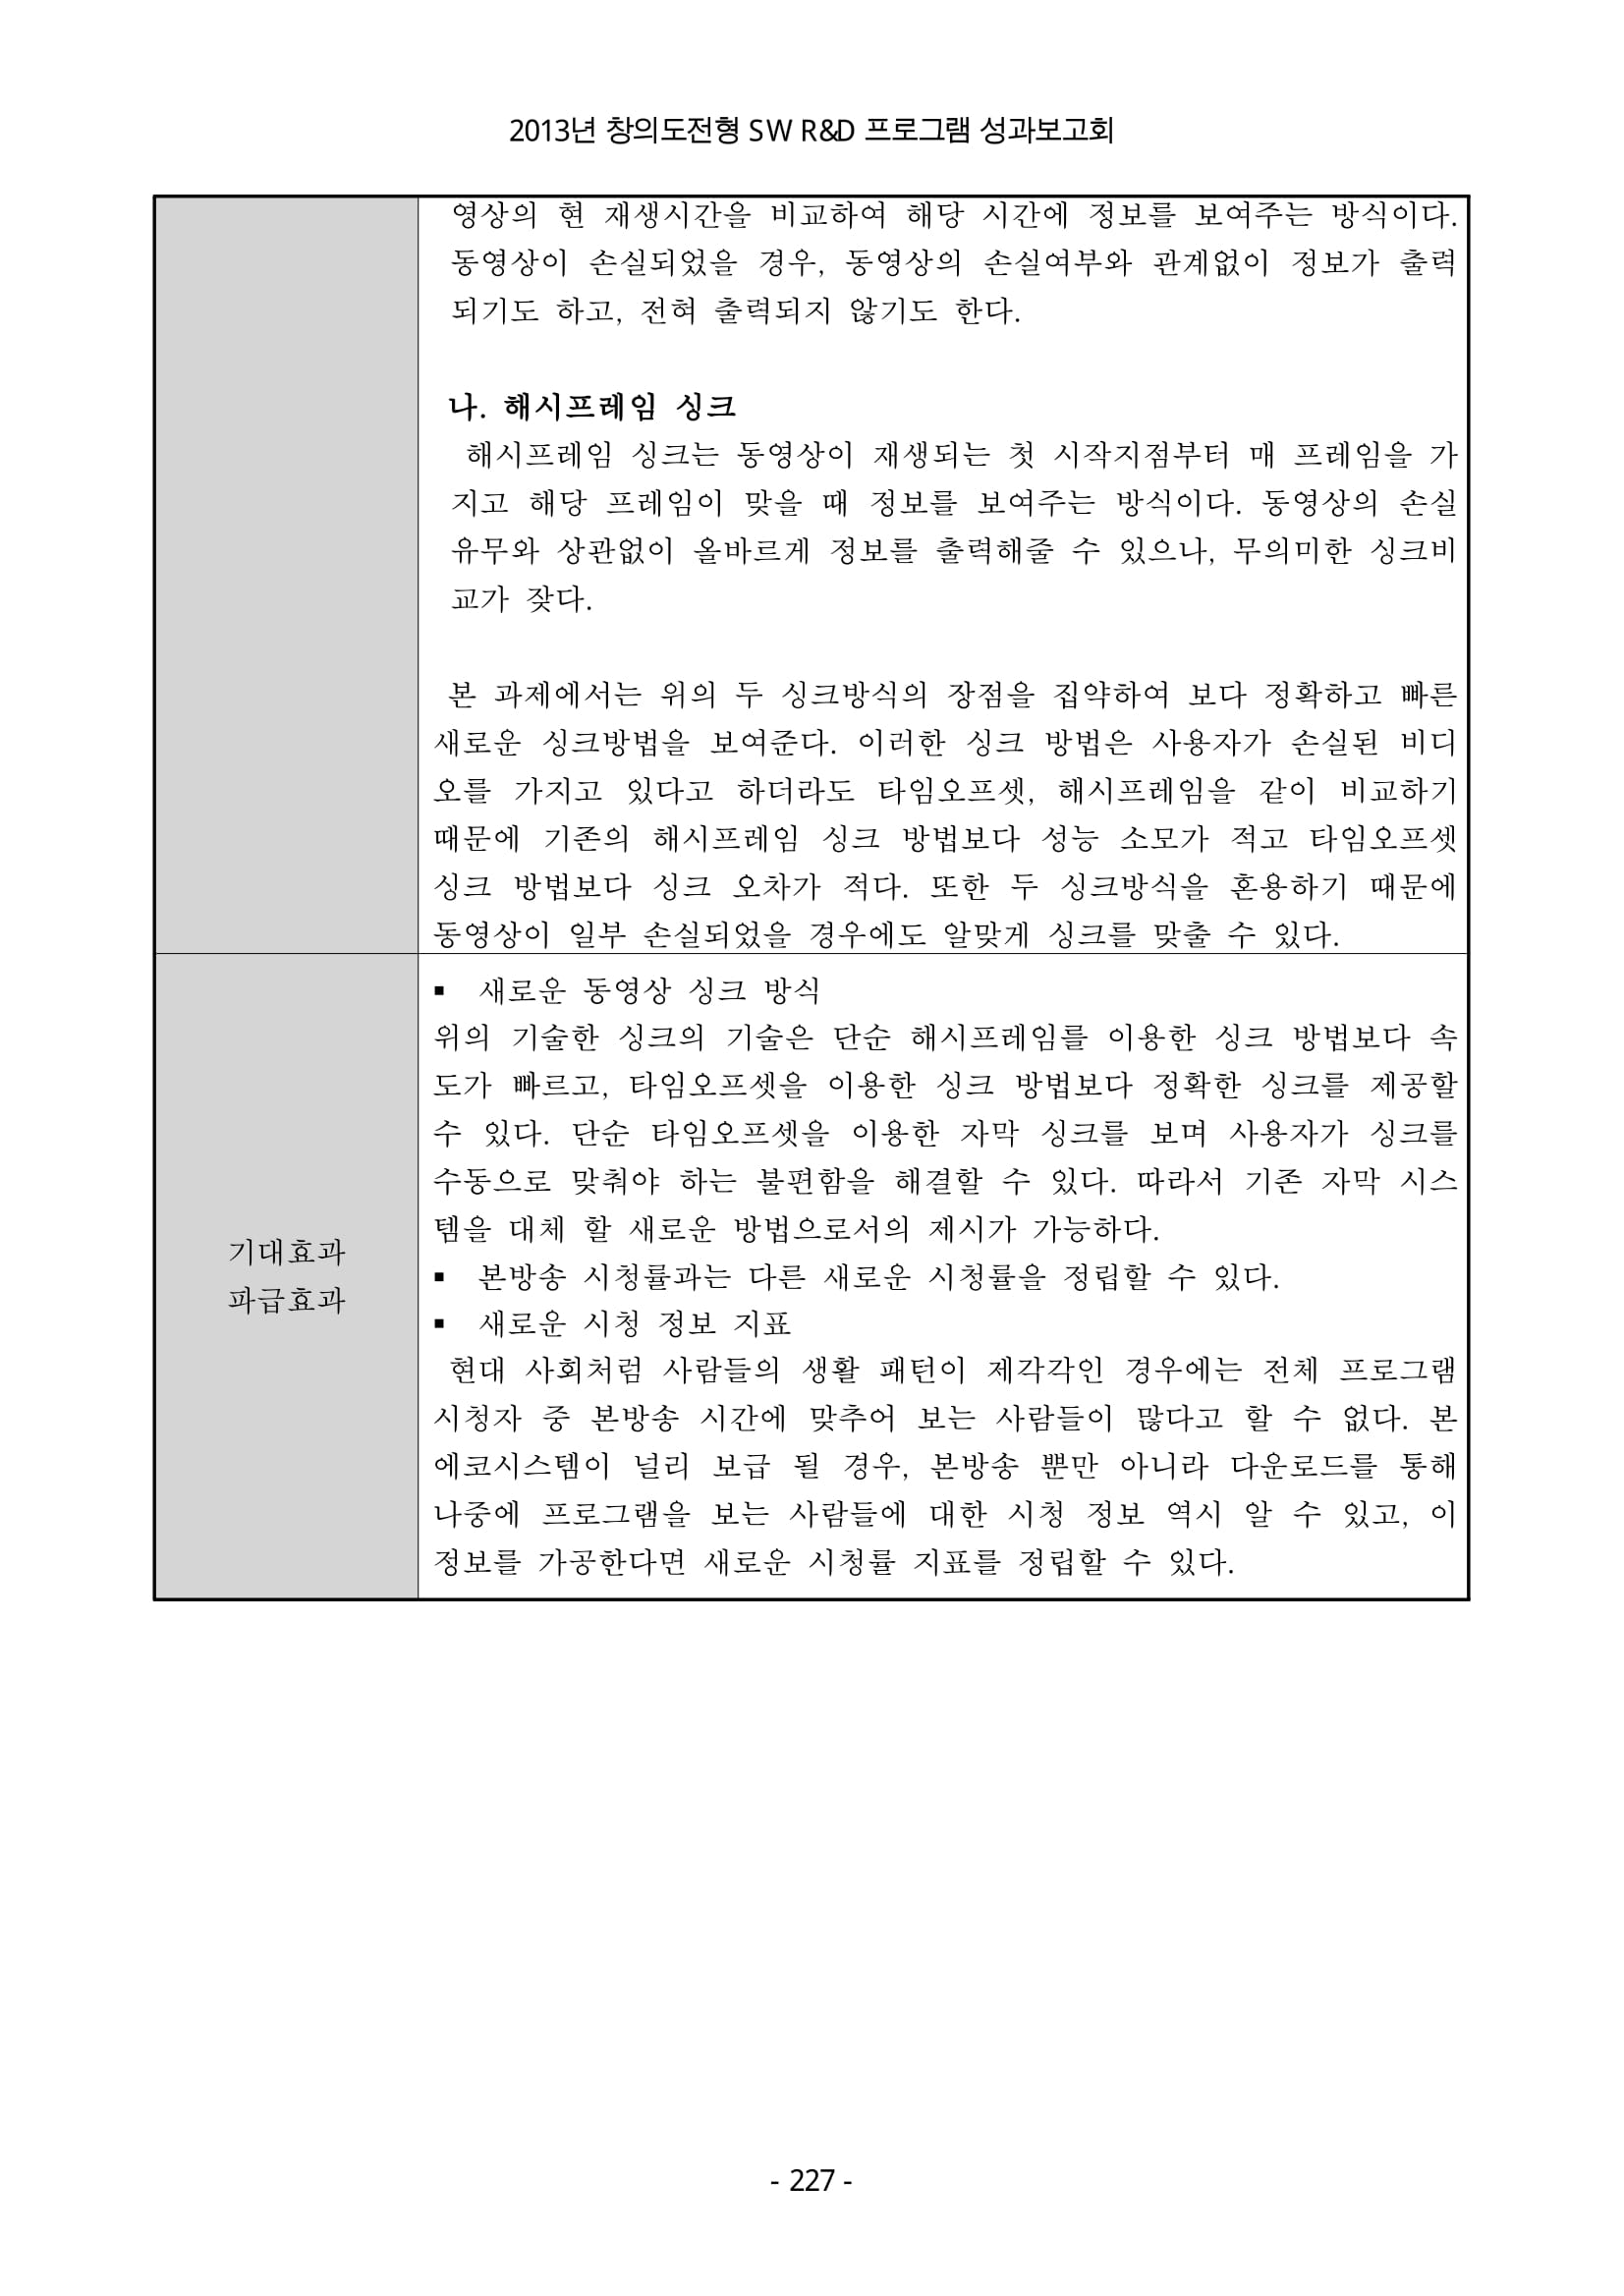 2013년 창의도전형 SW R&D 프로그램 성과보고회
영상의 현 재생시간을 비교하여 해당 시간에 정보를 보여주는 방식이다.
동영상이 손실되었을 경우, 동영상의 손실여부와 관계없이 정보가 출력
되기도 하고, 전혀 출력되지 않기도 한다.
나. 해시프레임 싱크
해시프레임 싱크는 동영상이 재생되는 첫 시작지점부터 매 프레임을 가
지고 해당 프레임이 맞을 때 정보를 보여주는 방식이다. 동영상의 손실
유무와 상관없이 올바르게 정보를 출력해줄 수 있으나, 무의미한 싱크비
교가 잦다.
본 과제에서는 위의 두 싱크방식의 장점을 집약하여 보다 정확하고 빠른
새로운 싱크방법을 보여준다. 이러한 싱크 방법은 사용자가 손실된 비디
오를 가지고 있다고 하더라도 타임오프셋, 해시프레임을 같이 비교하기
때문에 기존의 해시프레임 싱크 방법보다 성능 소모가 적고 타임오프셋
싱크 방법보다 싱크 오차가 적다. 또한 두 싱크방식을 혼용하기 때문에
동영상이 일부 손실되었을 경우에도 알맞게 싱크를 맞출 수 있다.
기대효과
파급효과
▪ 새로운 동영상 싱크 방식
위의 기술한 싱크의 기술은 단순 해시프레임를 이용한 싱크 방법보다 속
도가 빠르고, 타임오프셋을 이용한 싱크 방법보다 정확한 싱크를 제공할
수 있다. 단순 타임오프셋을 이용한 자막 싱크를 보며 사용자가 싱크를
수동으로 맞춰야 하는 불편함을 해결할 수 있다. 따라서 기존 자막 시스
템을 대체 할 새로운 방법으로서의 제시가 가능하다.
▪ 본방송 시청률과는 다른 새로운 시청률을 정립할 수 있다.
▪ 새로운 시청 정보 지표
현대 사회처럼 사람들의 생활 패턴이 제각각인 경우에는 전체 프로그램
시청자 중 본방송 시간에 맞추어 보는 사람들이 많다고 할 수 없다. 본
에코시스템이 널리 보급 될 경우, 본방송 뿐만 아니라 다운로드를 통해
나중에 프로그램을 보는 사람들에 대한 시청 정보 역시 알 수 있고, 이
정보를 가공한다면 새로운 시청률 지표를 정립할 수 있다.
- 227 -